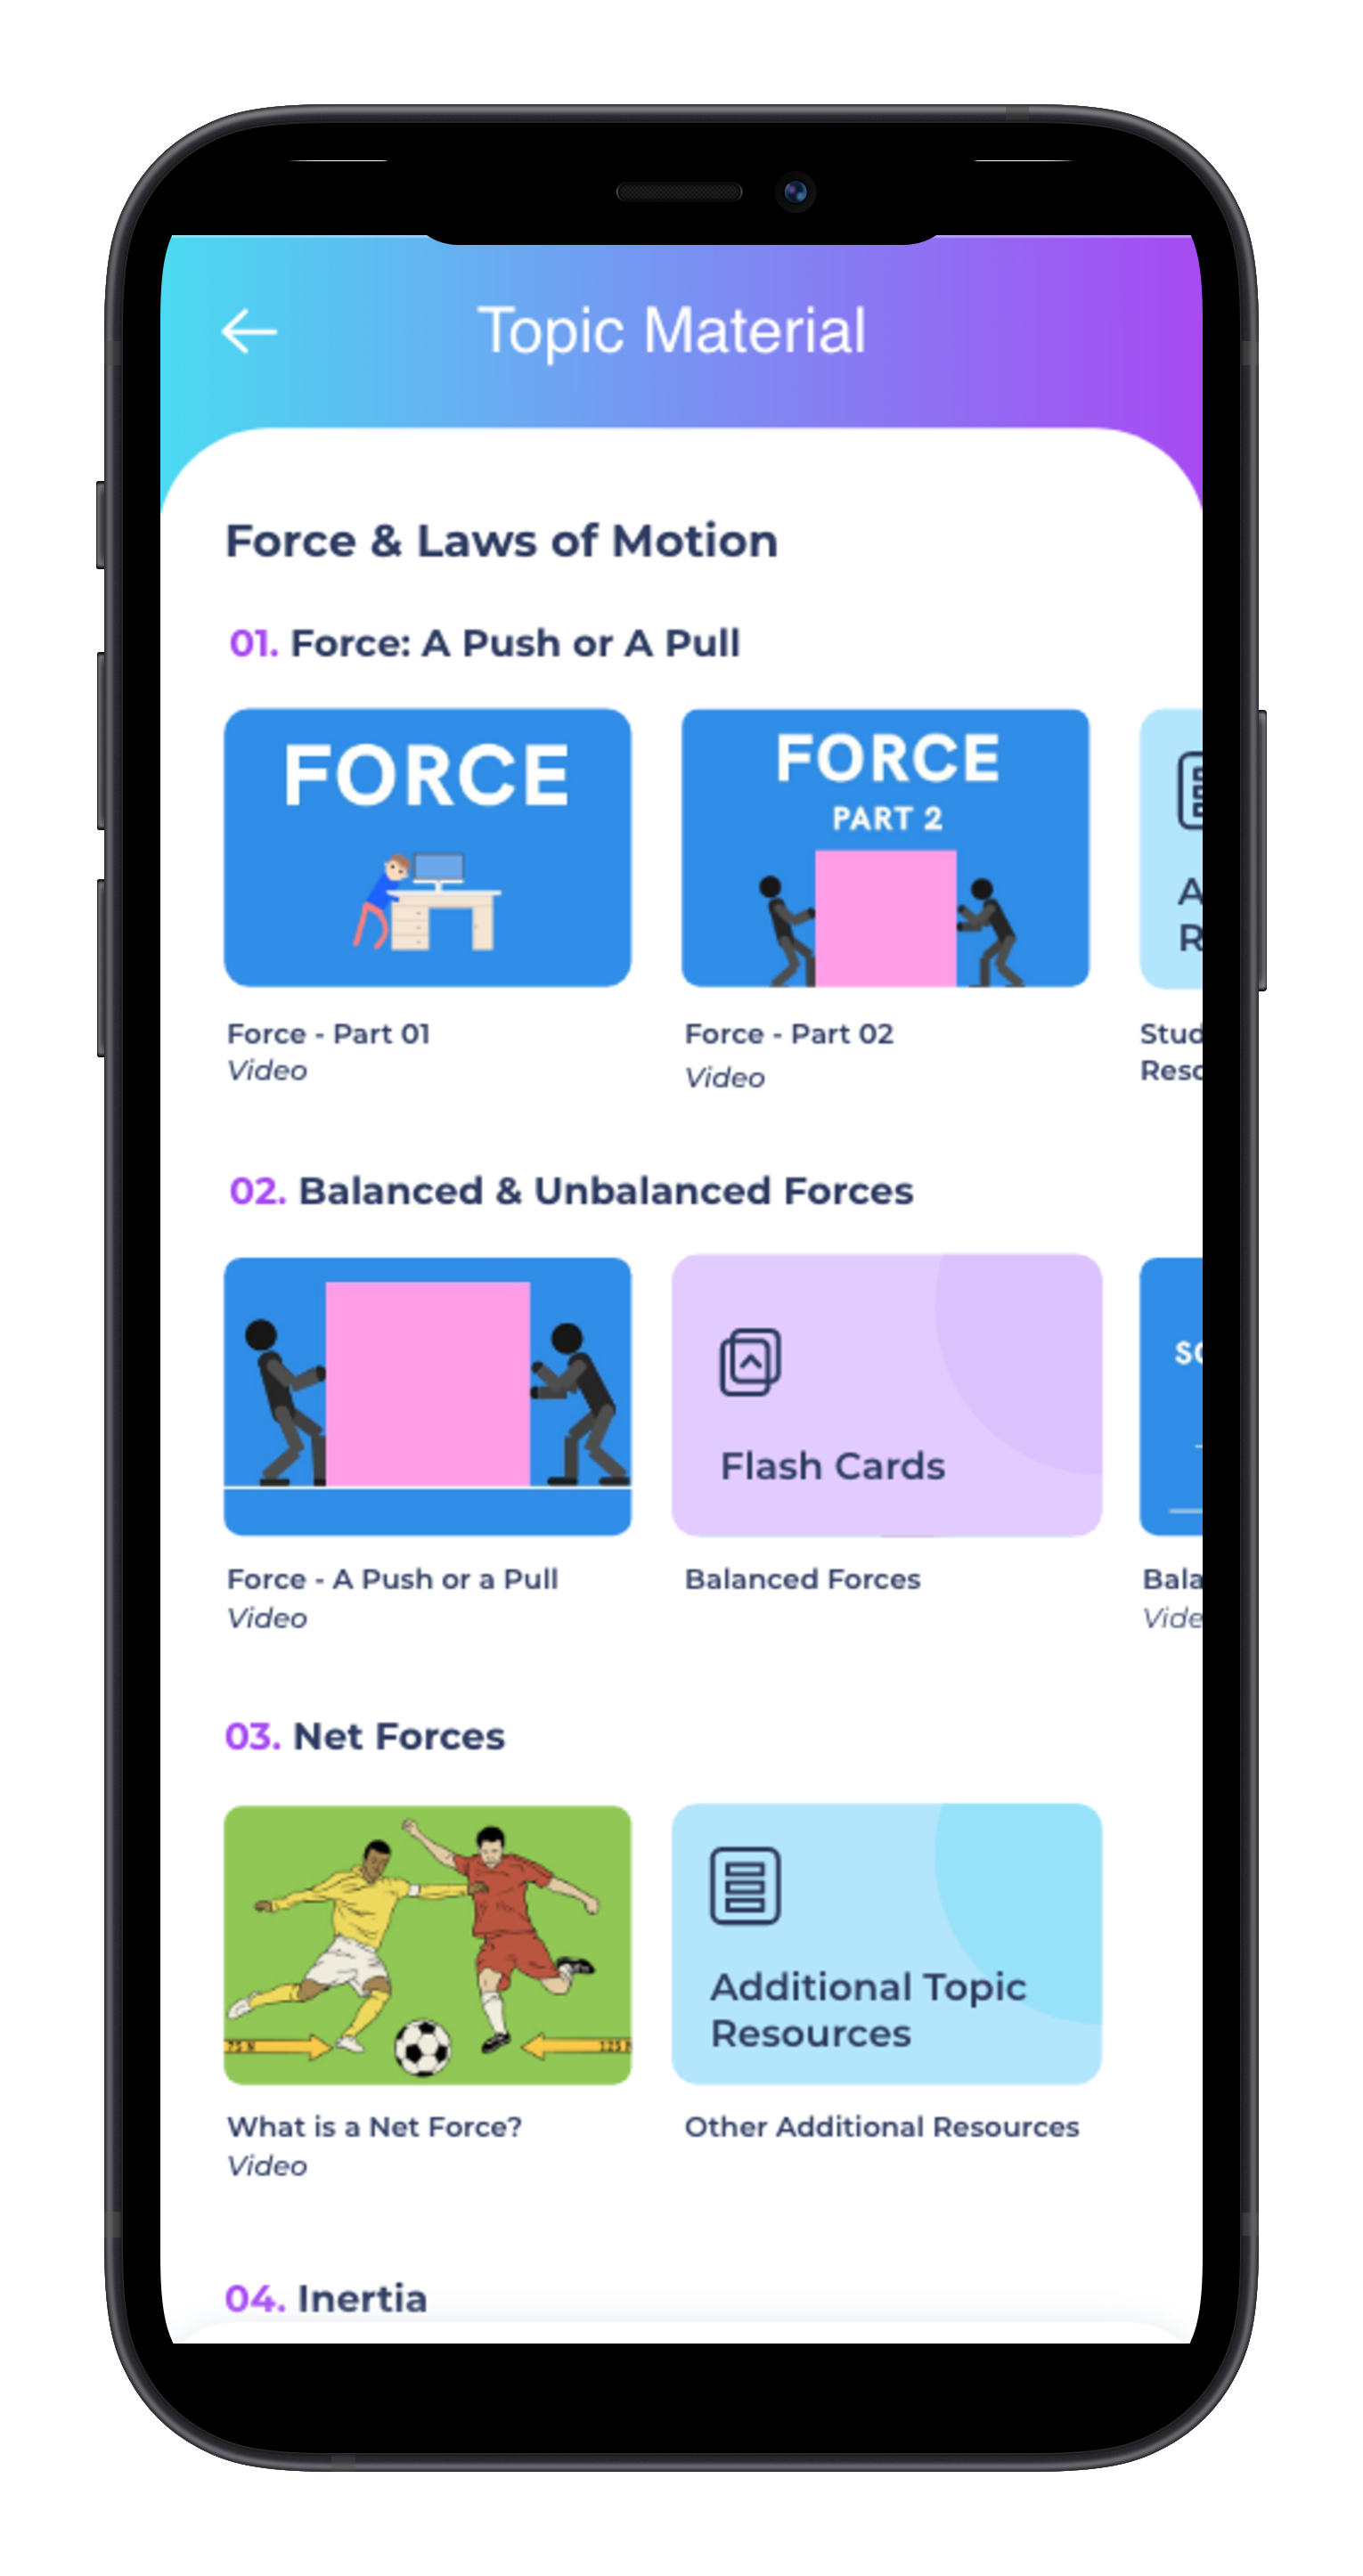 Topic Material
Force & Laws of Motion
01. Force: A Push or A Pull
FORCE
FORCE
PART 2
A
R
Force - Part 01
Video
Force - Part 02
Video
Stud
Reso
02. Balanced & Unbalanced Forces
Flash Cards
SC
Force - A Push or a Pull
Video
Balanced Forces
Bala
Vide
03. Net Forces
75 N
125 N
Additional Topic
Resources
What is a Net Force?
Video
Other Additional Resources
04. Inertia